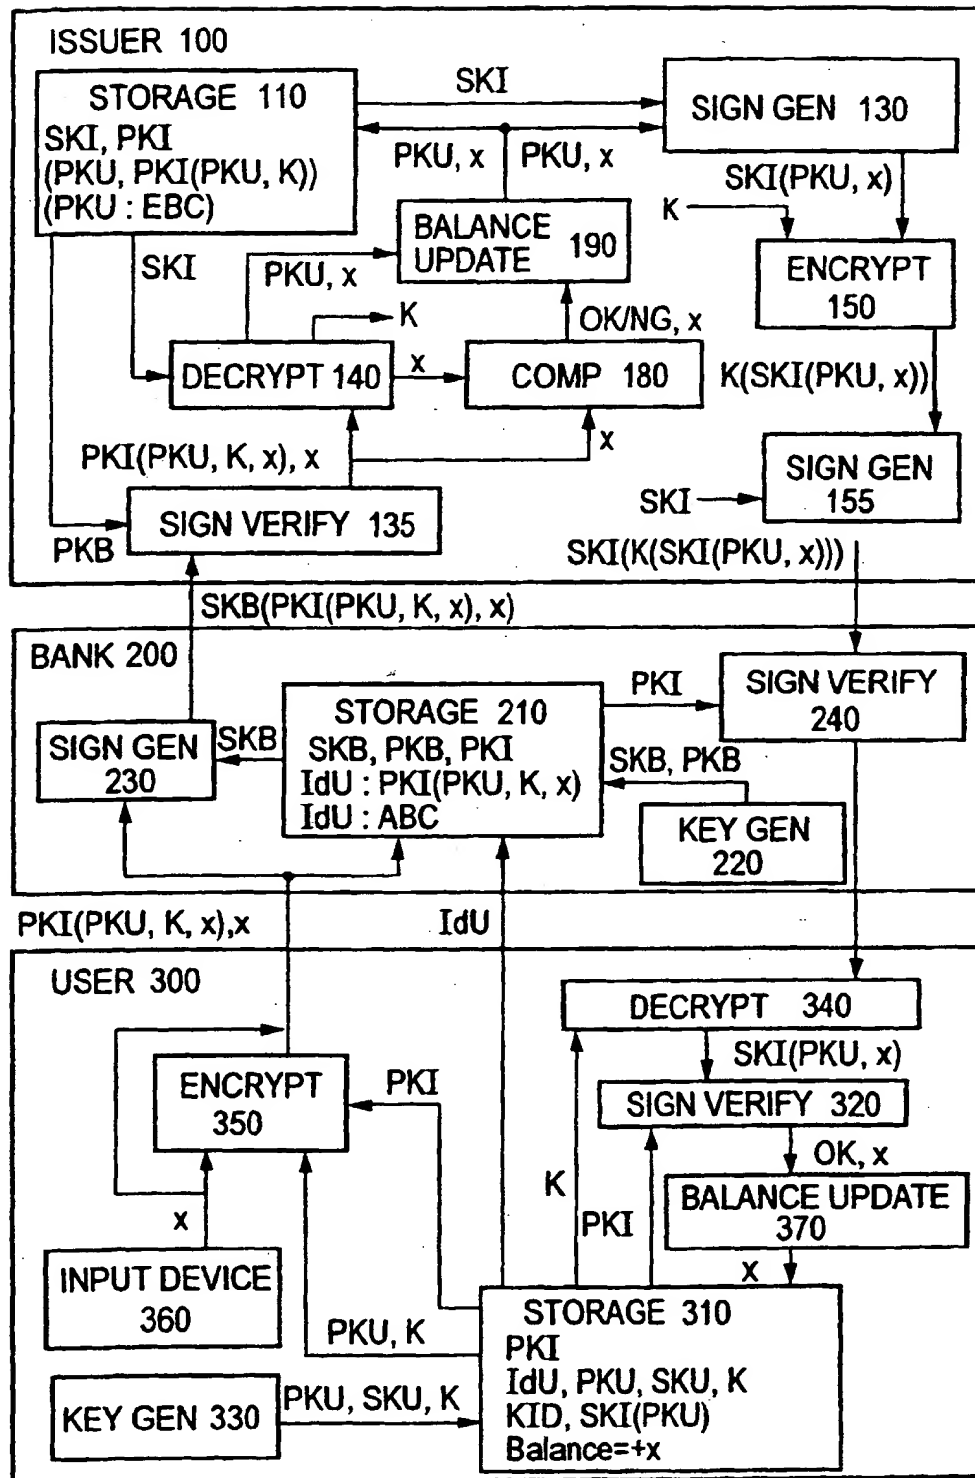 ISSUER 100
STORAGE 110
SKI, PKI
(PKU, PKI(PKU, K))
(PKU : EBC)
SKI
SIGN GEN 130
PKU, x
PKU, x
SKI(PKU, x)
K
BALANCE
UPDATE 190
ENCRYPT
150
SKI
PKU, x
K
OK/NG, x
DECRYPT 140
x
COMP 180
K(SKI(PKU, x))
PKI(PKU, K, x), x
x
SIGN GEN
155
SKI
SIGN VERIFY 135
PKB
SKI(K(SKI(PKU, x)))
SKB(PKI(PKU, K, x), x)
BANK 200
SIGN GEN
230
SKB
STORAGE 210
SKB, PKB, PKI
IdU : PKI(PKU, K, x)
IdU : ABC
PKI
SIGN VERIFY
240
SKB, PKB
KEY GEN
220
PKI(PKU, K, x),x
IdU
USER 300
DECRYPT 340
SKI(PKU, x)
ENCRYPT
350
PKI
SIGN VERIFY 320
OK, x
K
PKI
BALANCE UPDATE
370
x
x
INPUT DEVICE
360
PKU, K
STORAGE 310
PKI
IdU, PKU, SKU, K
KID, SKI(PKU)
Balance=+x
KEY GEN 330
PKU, SKU, K